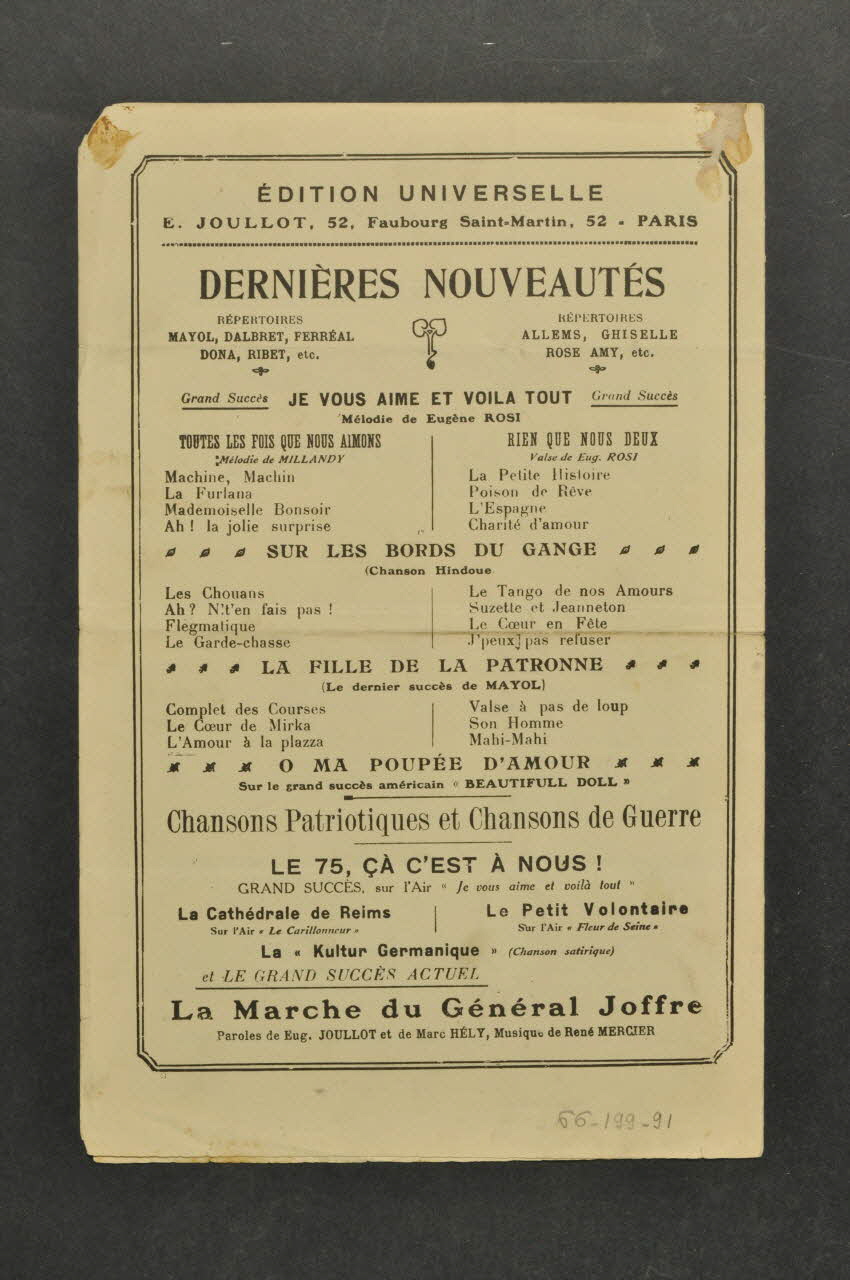 ÉDITION UNIVERSELLE
E. JOULLOT, 52, Faubourg Saint-Martin, 52 - PARIS
DERNIÈRES NOUVEAUTÉS
RÉPERTOIRES
MAYOL, DALBRET, FERRÉAL
DONA, RIBET, etc.
RÉPERTOIRES
ALLEMS, GHISELLE
ROSE AMY, etc.
Grand Succès JE VOUS AIME ET VOILA TOUT Grand Succès
Mélodie de Eugène ROSI
TOUTES LES FOIS QUE NOUS AIMONS
Mélodie de MILLANDY
Machine, Machin
La Furlana
Mademoiselle Bonsoir
Ah ! la jolie surprise
RIEN QUE NOUS DEUX
Valse de Eug. ROSI
La Petite Histoire
Poison de Rêve
L'Espagne
Charité d'amour
SUR LES BORDS DU GANGE
(Chanson Hindoue
Les Chouans
Ah ? N't'en fais pas !
Flegmatique
Le Garde-chasse
Le Tango de nos Amours
Suzette et Jeanneton
Le Cœur en Fête
J'peux] pas refuser
LA FILLE DE LA PATRONNE
(Le dernier succès de MAYOL)
Complet des Courses
Le Cœur de Mirka
L'Amour à la plazza
Valse à pas de loup
Son Homme
Mahi-Mahi
O MA POUPÉE D'AMOUR
Sur le grand succès américain « BEAUTIFULL DOLL »
Chansons Patriotiques et Chansons de Guerre
LE 75, ÇÀ C'EST À NOUS !
GRAND SUCCÈS, sur l'Air « Je vous aime et voilà tout »
La Cathédrale de Reims
Sur l'Air « Le Carillonneur »
Le Petit Volontaire
Sur l'Air « Fleur de Seine »
La « Kultur Germanique » (Chanson satirique)
et LE GRAND SUCCÈS ACTUEL
La Marche du Général Joffre
Paroles de Eug. JOULLOT et de Marc HÉLY, Musique de René MERCIER
66-199-91